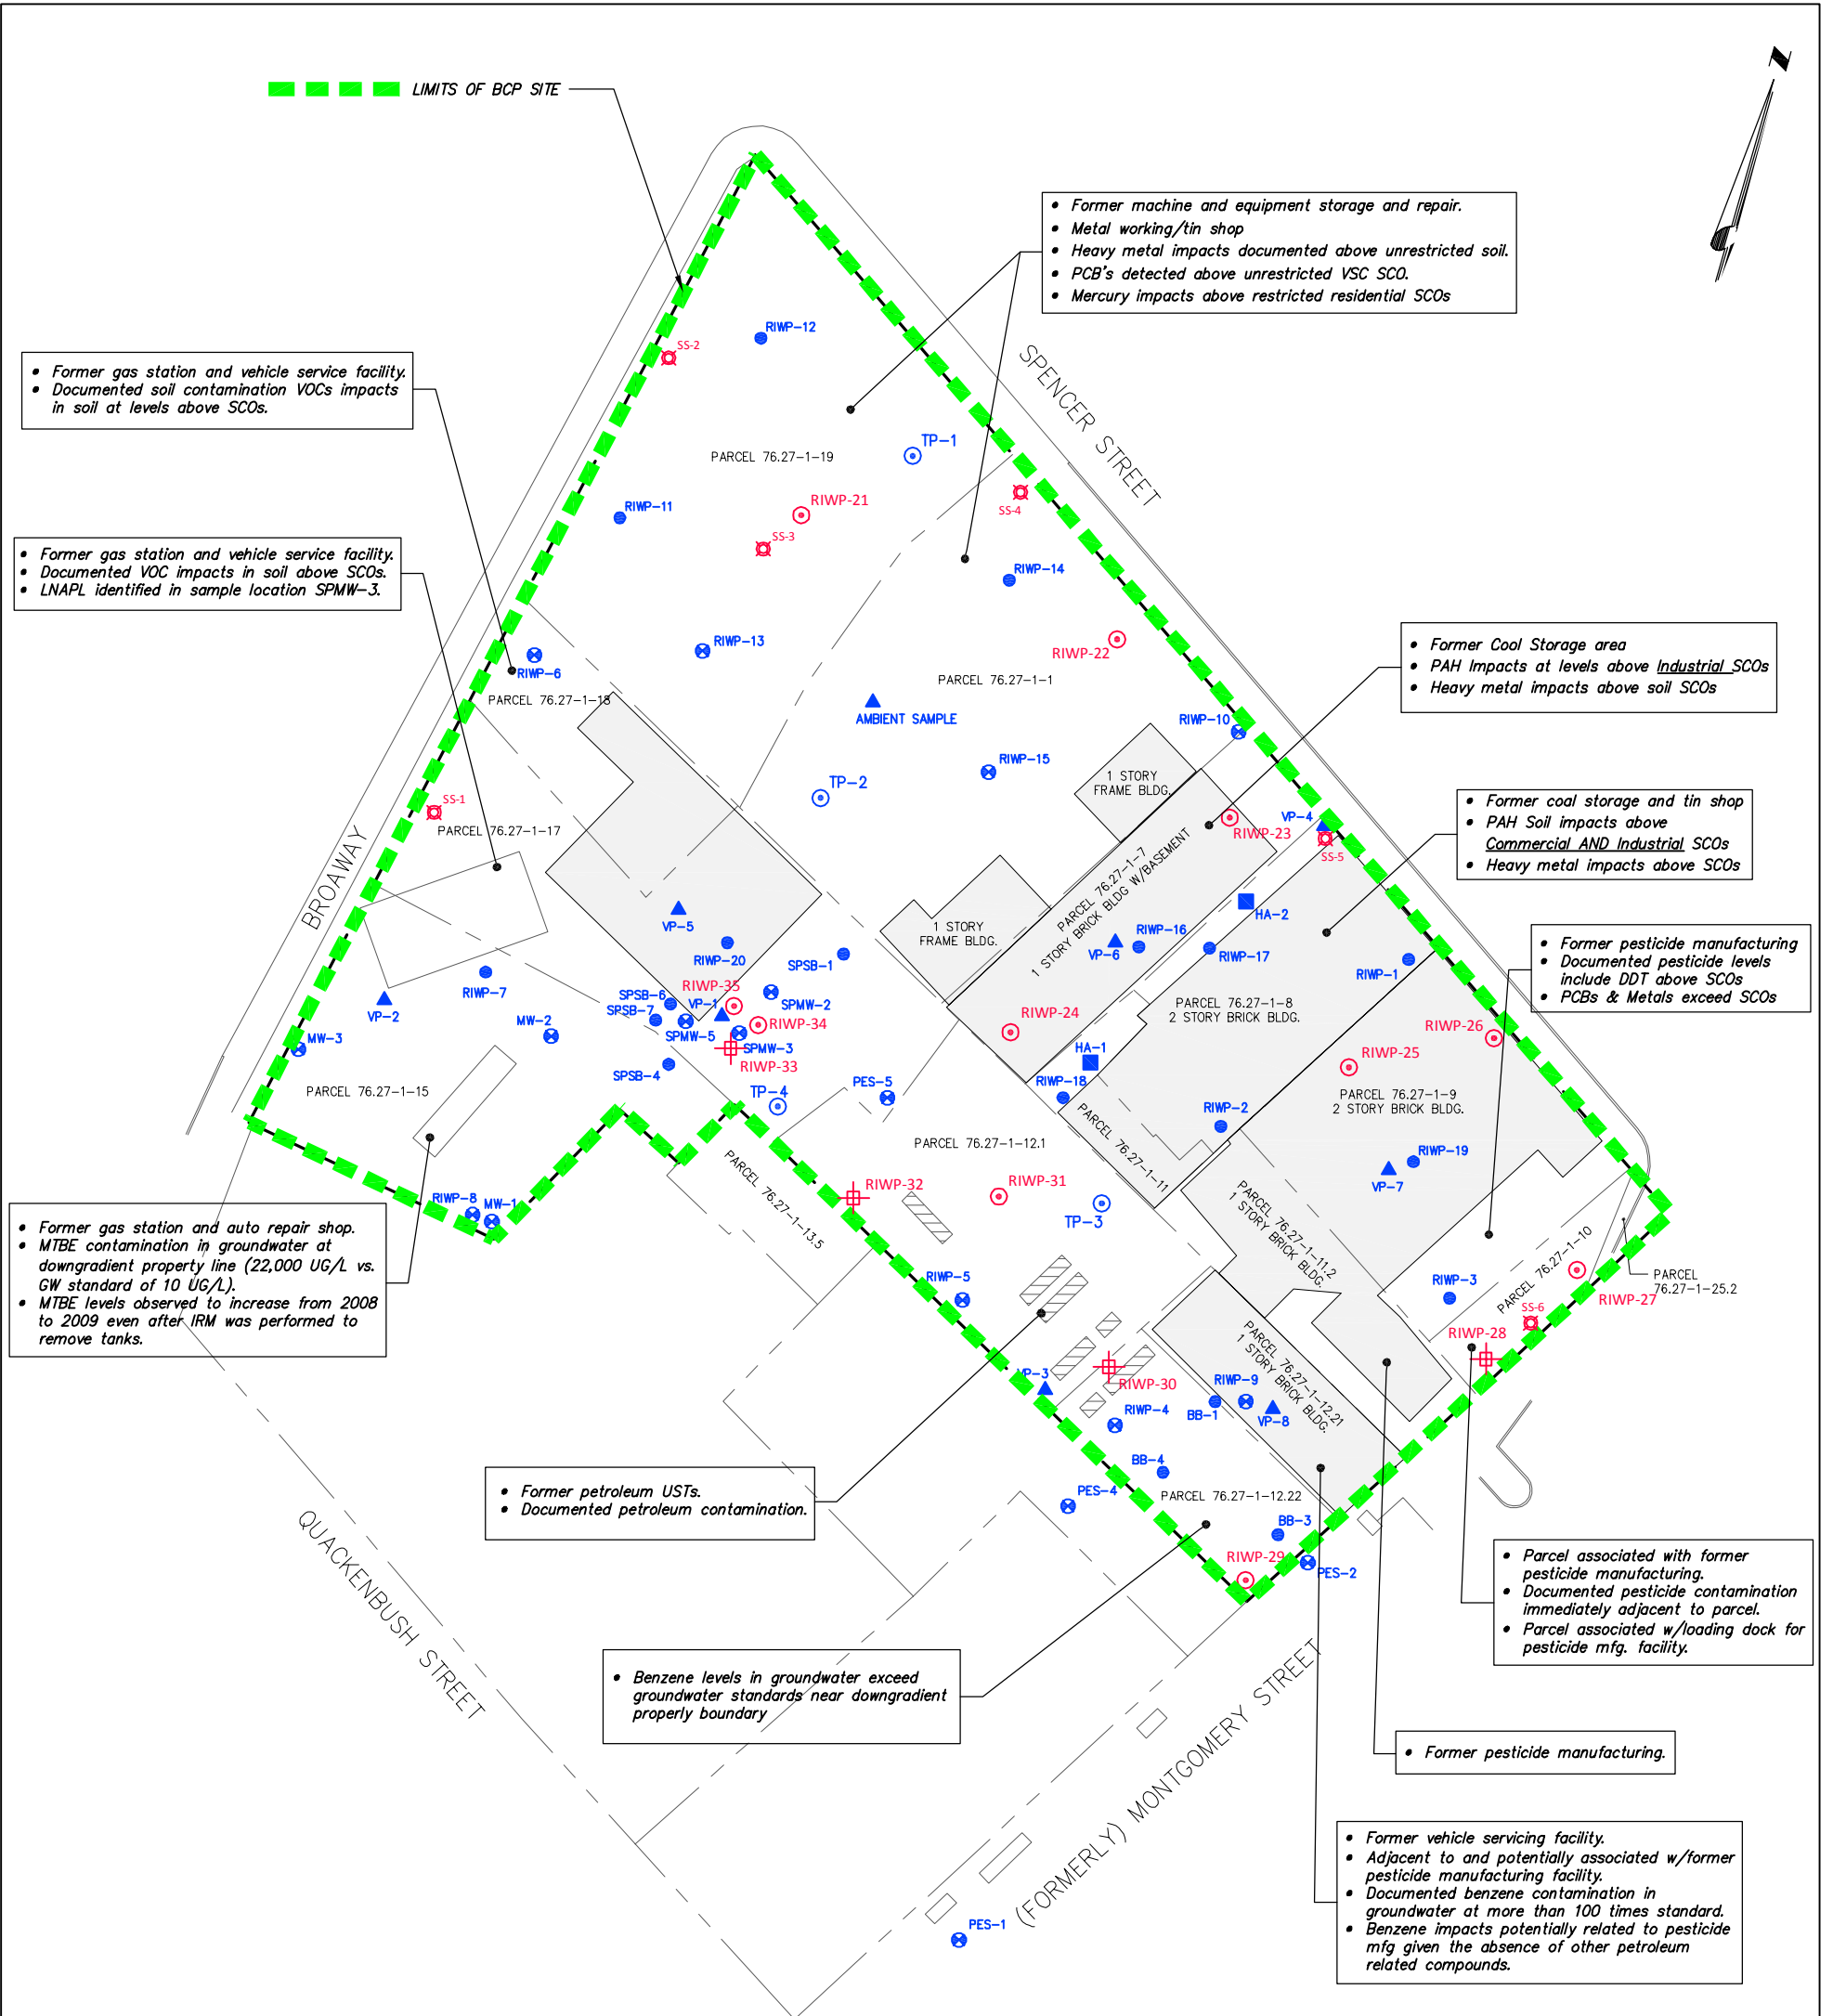 LIMITS OF BCP SITE
N
• Former machine and equipment storage and repair.
• Metal working/tin shop
• Heavy metal impacts documented above unrestricted soil.
• PCB's detected above unrestricted VSC SCO.
• Mercury impacts above restricted residential SCOs
• Former gas station and vehicle service facility.
• Documented soil contamination VOCs impacts
in soil at levels above SCOs.
• Former gas station and vehicle service facility.
• Documented VOC impacts in soil above SCOs.
• LNAPL identified in sample location SPMW-3.
SPENCER STREET
RIWP-12
SS-2
TP-1
PARCEL 76.27-1-19
RIWP-21
RIWP-11
SS-3
SS-4
RIWP-14
RIWP-13
RIWP-22
RIWP-6
PARCEL 76.27-1-1
PARCEL 76.27-1-18
AMBIENT SAMPLE
RIWP-10
• Former Cool Storage area
• PAH Impacts at levels above Industrial SCOs
• Heavy metal impacts above soil SCOs
RIWP-15
TP-2
1 STORY
FRAME BLDG.
SS-1
PARCEL 76.27-1-17
BROAWAY
RIWP-23
VP-4
SS-5
• Former coal storage and tin shop
• PAH Soil impacts above
Commercial AND Industrial SCOs
• Heavy metal impacts above SCOs
PARCEL 76.27-1-7
1 STORY BRICK BLDG W/BASEMENT
HA-2
VP-5
RIWP-20
SPSB-1
1 STORY
FRAME BLDG.
VP-6
RIWP-16
RIWP-17
RIWP-1
• Former pesticide manufacturing
• Documented pesticide levels
include DDT above SCOs
• PCBs & Metals exceed SCOs
RIWP-7
VP-2
RIWP-35
SPSB-6
SPSB-7
VP-1
SPMW-2
RIWP-34
SPMW-5
SPMW-3
MW-2
MW-3
RIWP-33
SPSB-4
RIWP-24
PARCEL 76.27-1-8
2 STORY BRICK BLDG.
RIWP-26
RIWP-25
HA-1
PARCEL 76.27-1-15
TP-4
PES-5
RIWP-18
RIWP-2
PARCEL 76.27-1-9
2 STORY BRICK BLDG.
PARCEL 76.27-1-12.1
PARCEL 76.27-1-11
RIWP-19
VP-7
PARCEL 76.27-1-13.5
RIWP-32
RIWP-31
TP-3
RIWP-8
MW-1
• Former gas station and auto repair shop.
• MTBE contamination in groundwater at
downgradient property line (22,000 UG/L vs.
GW standard of 10 UG/L).
• MTBE levels observed to increase from 2008
to 2009 even after IRM was performed to
remove tanks.
PARCEL 76.27-1-11.2
1 STORY
BRICK BLDG.
PARCEL 76.27-1-10
PARCEL
76.27-1-25.2
RIWP-5
RIWP-3
RIWP-27
SS-6
RIWP-28
PARCEL 76.27-1-12.21
1 STORY BRICK BLDG.
VP-3
RIWP-30
RIWP-9
RIWP-4
BB-1
VP-8
BB-4
PES-4
PARCEL 76.27-1-12.22
BB-3
RIWP-29
PES-2
• Former petroleum USTs.
• Documented petroleum contamination.
QUACKENBUSH STREET
• Parcel associated with former
pesticide manufacturing.
• Documented pesticide contamination
immediately adjacent to parcel.
• Parcel associated w/loading dock for
pesticide mfg. facility.
• Benzene levels in groundwater exceed
groundwater standards near downgradient
properly boundary
(FORMERLY) MONTGOMERY STREET
• Former pesticide manufacturing.
• Former vehicle servicing facility.
• Adjacent to and potentially associated w/former
pesticide manufacturing facility.
• Documented benzene contamination in
groundwater at more than 100 times standard.
• Benzene impacts potentially related to pesticide
mfg given the absence of other petroleum
related compounds.
PES-1